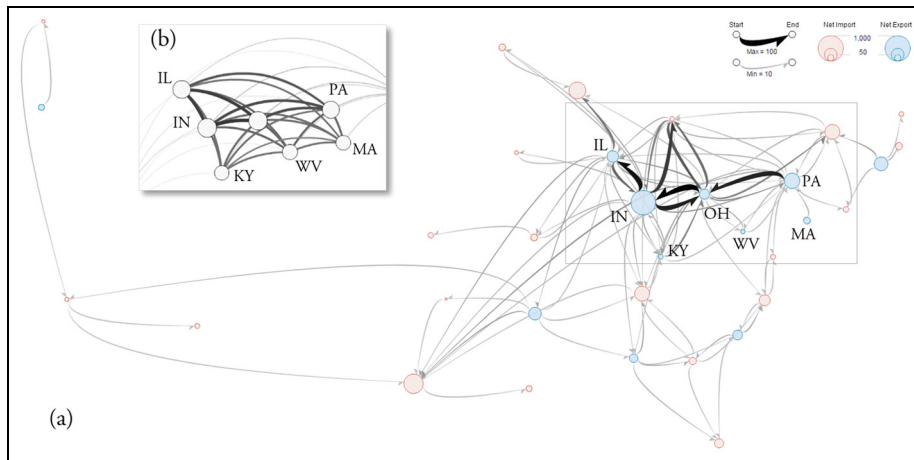 (b)
IL
PA
IN
MA
WV
KY
Start
End
Max = 100
Min = 10
Net Import
Net Export
1,000
50
IL
PA
IN
OH
WV
MA
KY
(a)